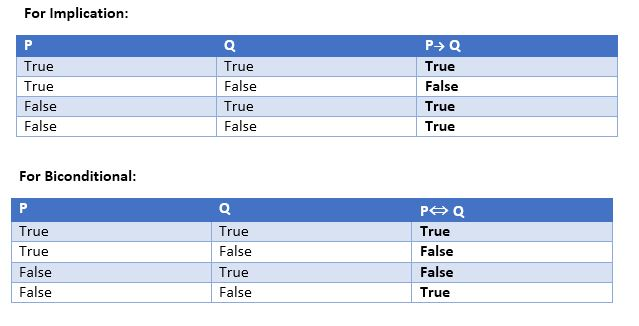 For Implication:
P Q P→ Q
True True True
True False False
False True True
False False True
For Biconditional:
P Q P⇔ Q
True True True
True False False
False True False
False False True